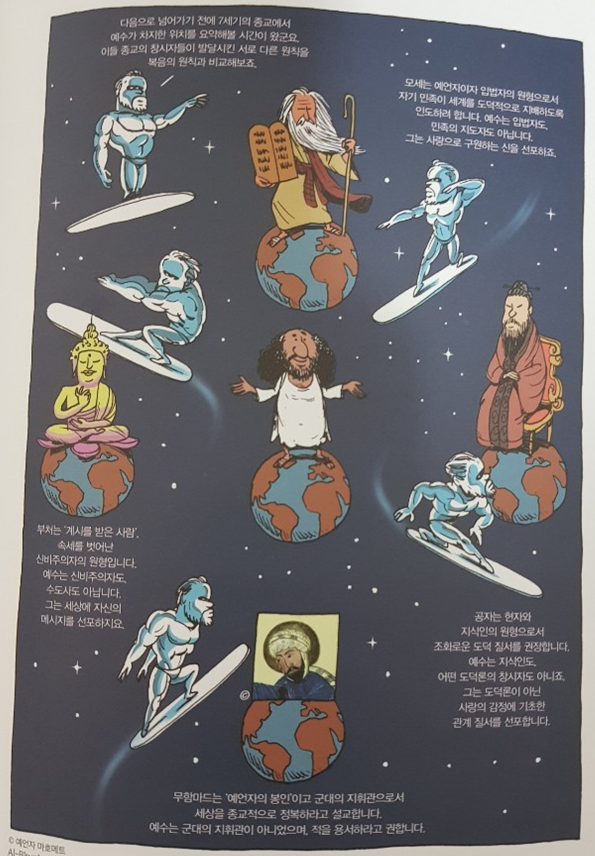 다음으로 넘어가기 전에 7세기의 종교에서
예수가 차지한 위치를 요약해볼 시간이 왔군요.
이들 종교의 창시자들이 발달시킨 서로 다른 원칙을
복음의 원칙과 비교해보죠.
모세는 예언자이자 입법자의 원형으로서
자기 민족이 세계를 도덕적으로 지배하도록
인도하려 합니다. 예수는 입법자도,
민족의 지도자도 아닙니다.
그는 사랑으로 구원하는 신을 선포하죠.
부처는 '계시를 받은 사람',
속세를 벗어난
신비주의자의 원형입니다.
예수는 신비주의자도,
수도사도 아닙니다.
그는 세상에 자신의
메시지를 선포하지요.
공자는 현자와
지식인의 원형으로서
조화로운 도덕 질서를 권장합니다.
예수는 지식인도,
어떤 도덕론의 창시자도 아니죠.
그는 도덕론이 아닌
사랑의 감정에 기초한
관계 질서를 선포합니다.
©
무함마드는 '예언자의 봉인'이고 군대의 지휘관으로서
세상을 종교적으로 정복하라고 설교합니다.
예수는 군대의 지휘관이 아니었으며, 적을 용서하라고 권합니다.
© 예언자 마호메트